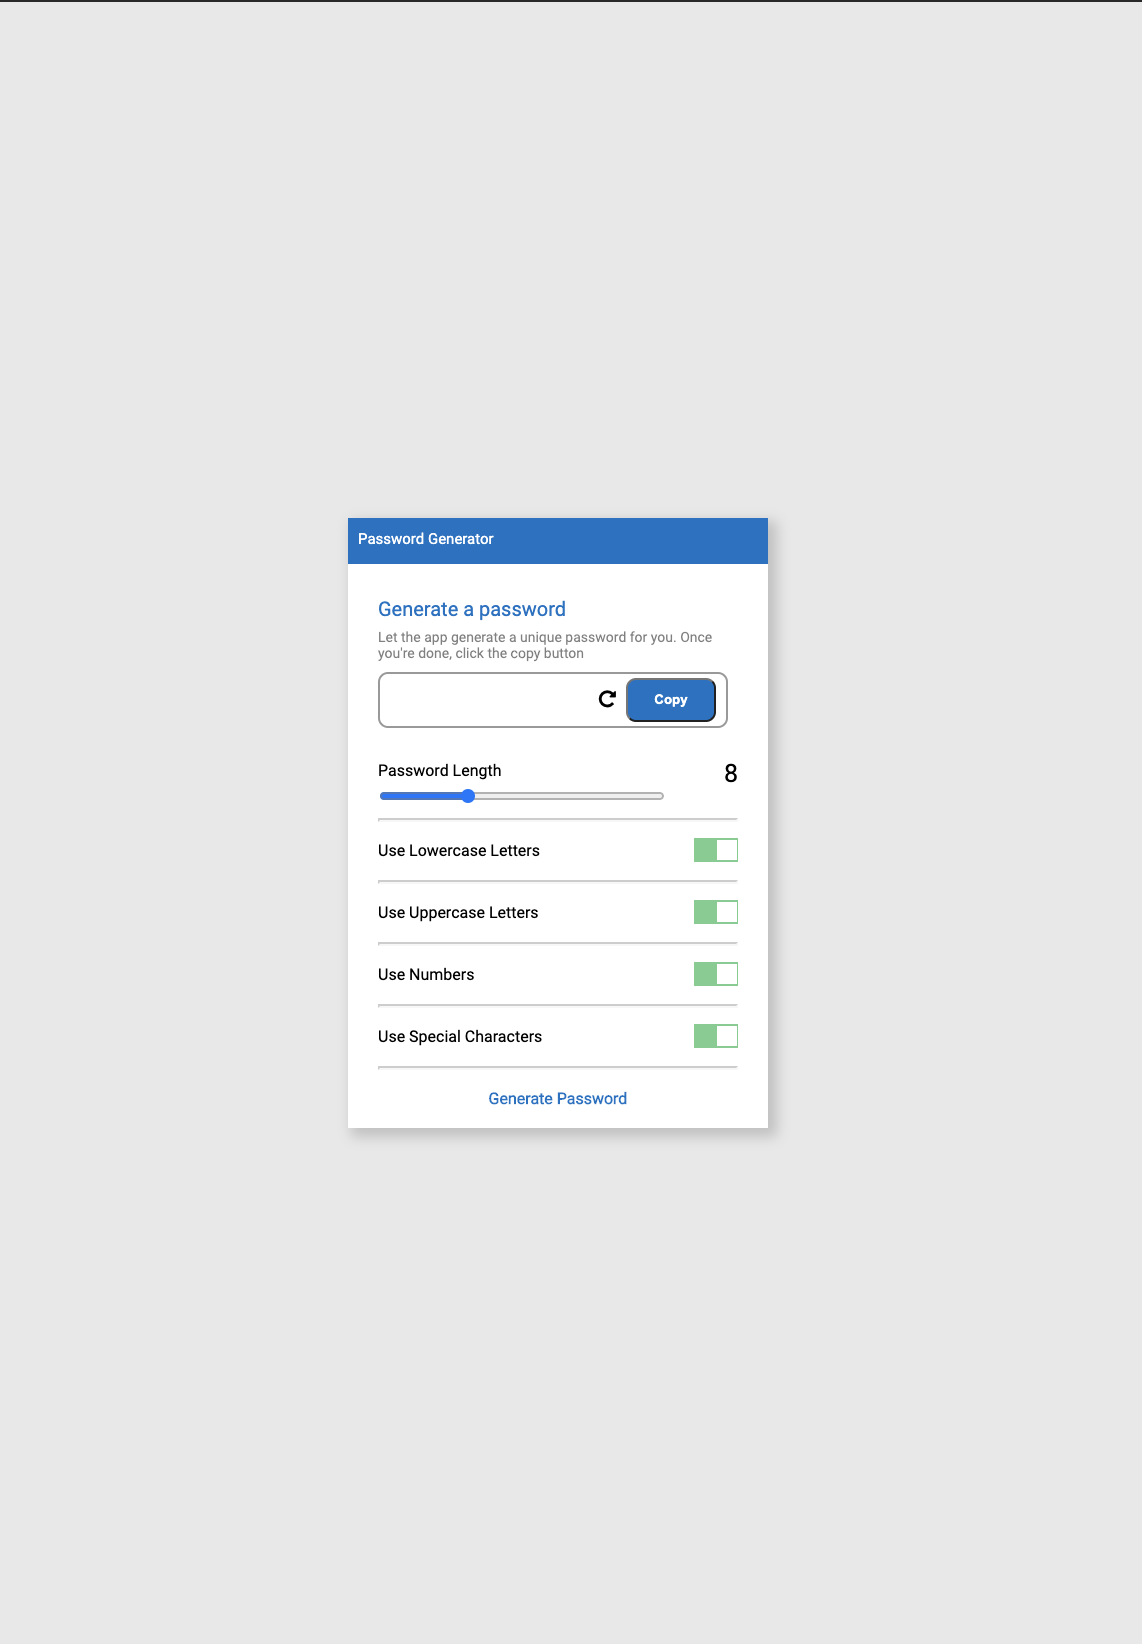 Password Generator
Generate a password
Let the app generate a unique password for you. Once
you're done, click the copy button
Copy
Password Length
8
Use Lowercase Letters
Use Uppercase Letters
Use Numbers
Use Special Characters
Generate Password